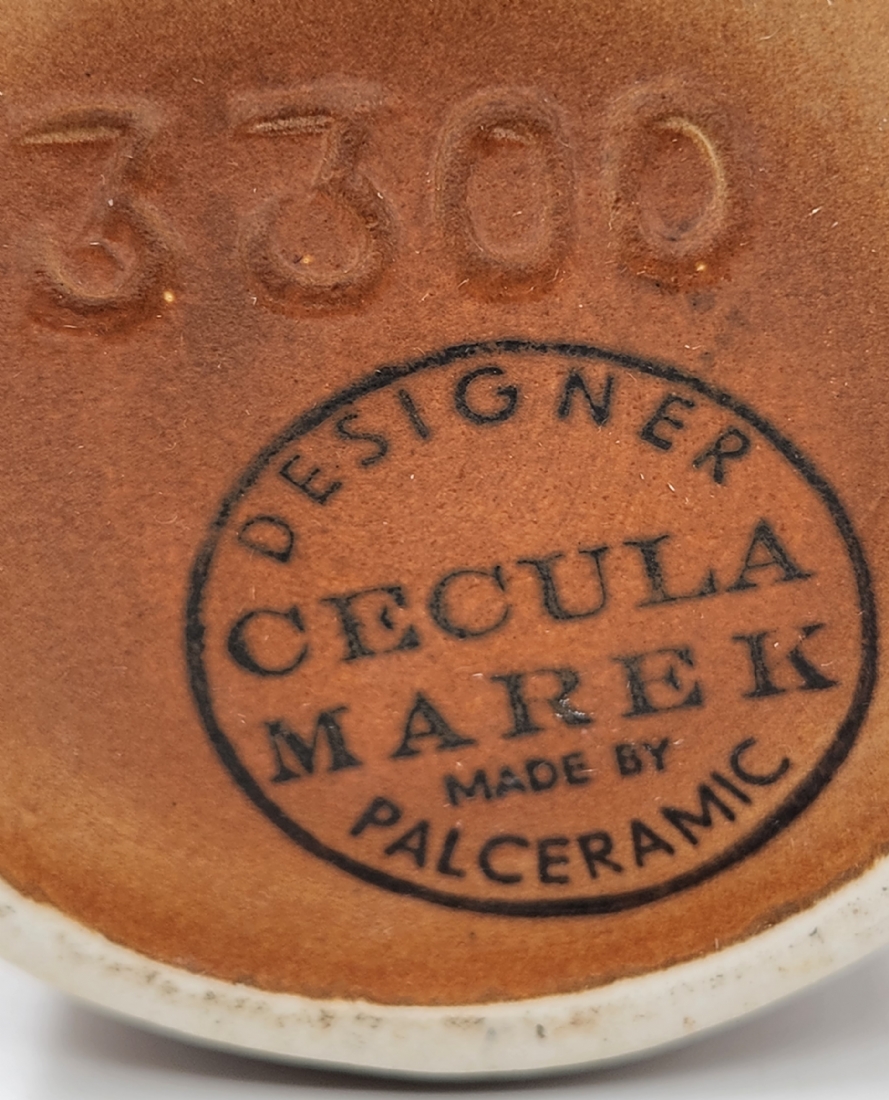 3300
DESIGNER
CECULA
MAREK
MADE BY
PALCERAMIC